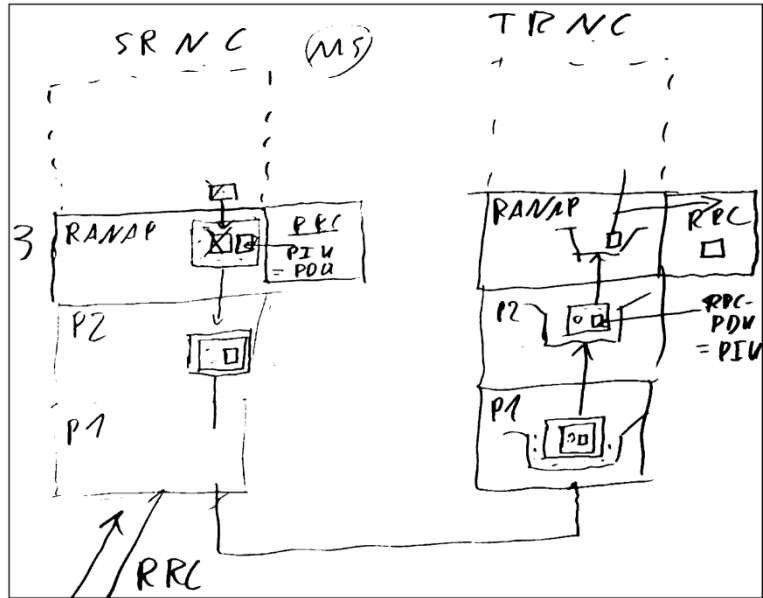 SRNC
MS
TRNC
3
RANAP
RRC
PIU
= PDU
RANAP
RRC
P2
P2
RRC-
PDU
= PIU
P1
P1
RRC